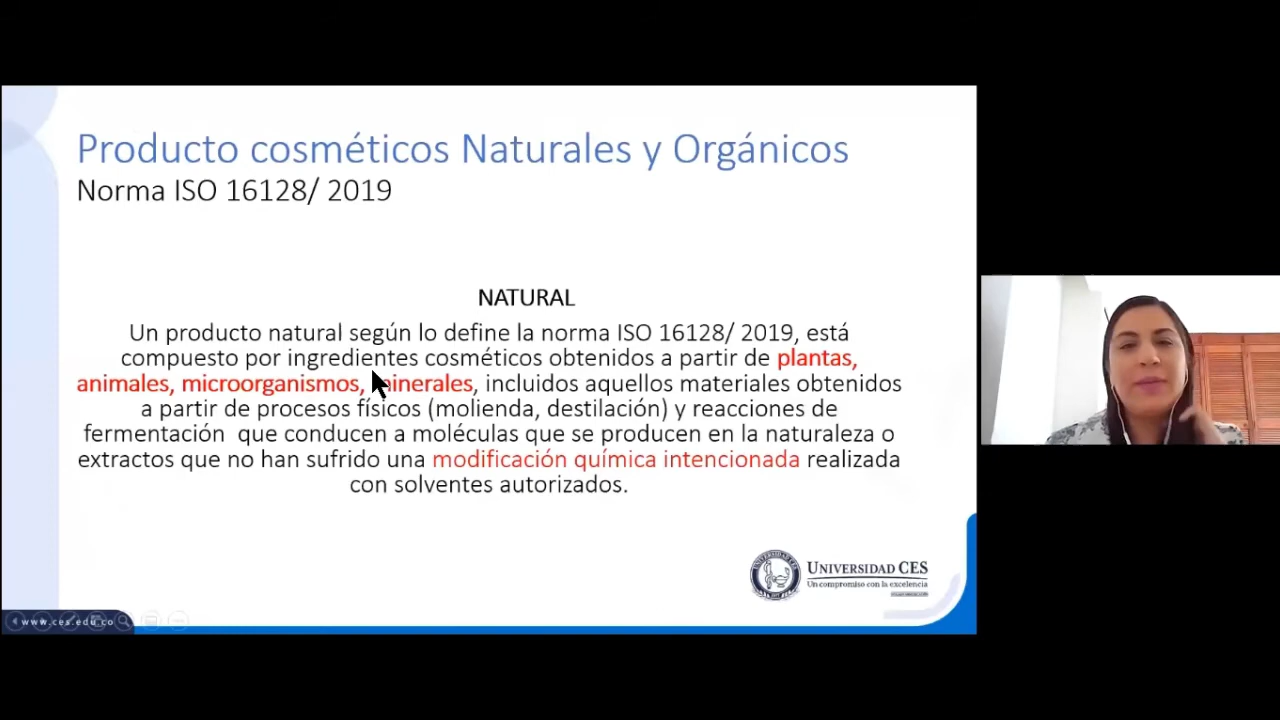 Producto cosméticos Naturales y Orgánicos
Norma ISO 16128/ 2019
NATURAL
Un producto natural según lo define la norma ISO 16128/ 2019, está
compuesto por ingredientes cosméticos obtenidos a partir de plantas,
animales, microorganismos, minerales, incluidos aquellos materiales obtenidos
a partir de procesos físicos (molienda, destilación) y reacciones de
fermentación que conducen a moléculas que se producen en la naturaleza o
extractos que no han sufrido una modificación química intencionada realizada
con solventes autorizados.
UNIVERSIDAD CES
Un compromiso con la excelencia
www.ces.edu.co